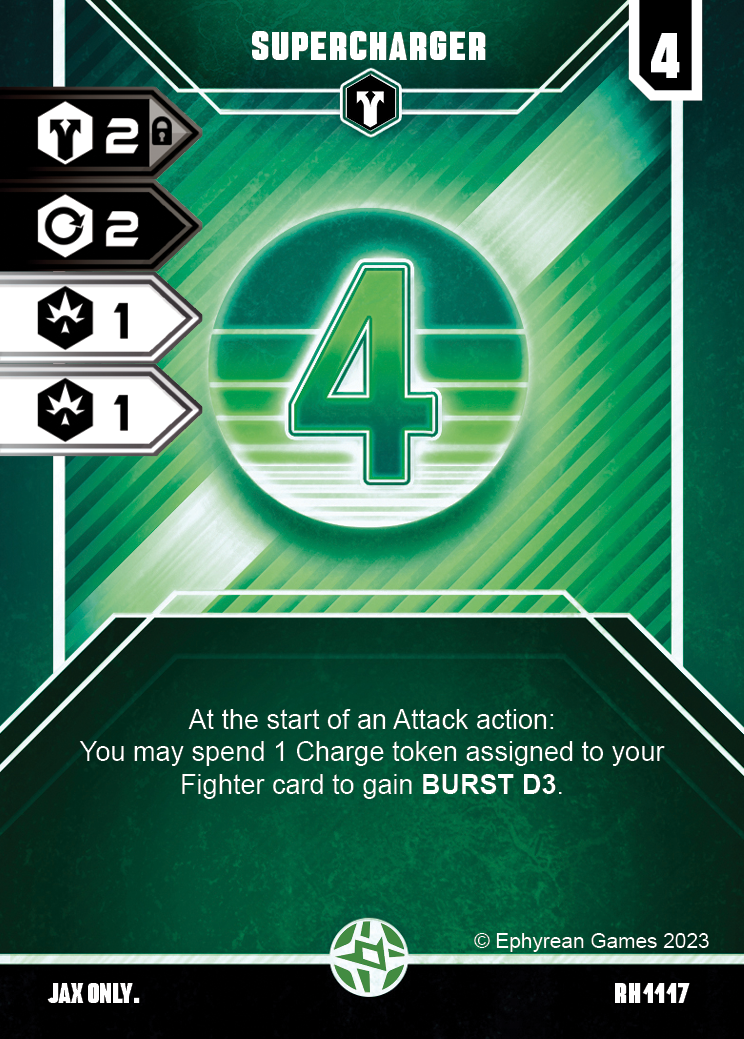 SUPERCHARGER
4
2
2
1
1
4
At the start of an Attack action:
You may spend 1 Charge token assigned to your
Fighter card to gain BURST D3.
© Ephyrean Games 2023
JAX ONLY.
RH1117